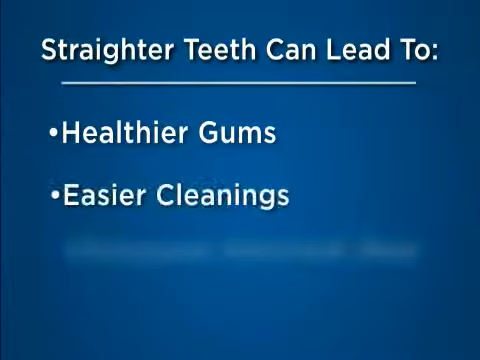 Straighter Teeth Can Lead To:
•Healthier Gums
•Easier Cleanings